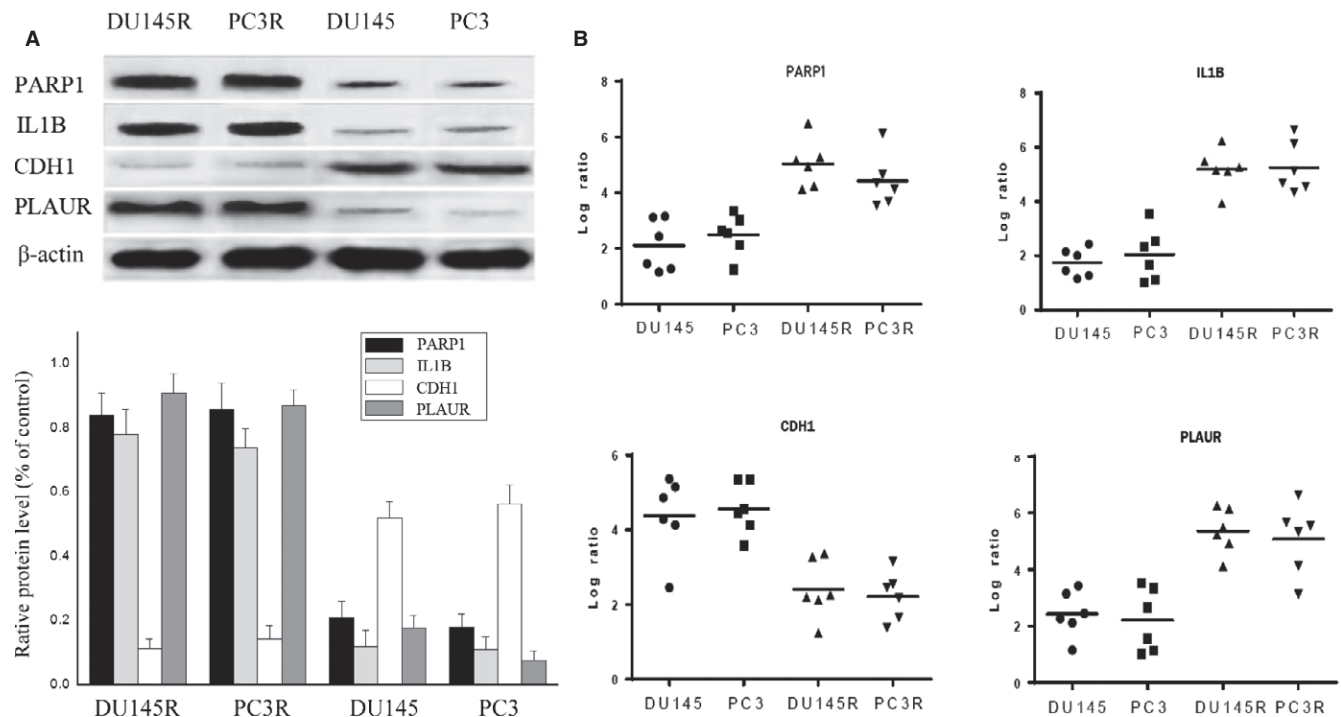 A
DU145R PC3R DU145 PC3
PARP1
IL1B
CDH1
PLAUR
β-actin
Rative protein level (% of control)
1.0
0.8
0.6
0.4
0.2
0.0
PARP1
IL1B
CDH1
PLAUR
DU145R PC3R DU145 PC3
B
PARP1
Log ratio
8
6
4
2
0
DU145 PC3 DU145R PC3R
IL1B
Log ratio
8
6
4
2
0
DU145 PC3 DU145R PC3R
CDH1
Log ratio
6
4
2
0
DU145 PC3 DU145R PC3R
PLAUR
Log ratio
8
6
4
2
0
DU145 PC3 DU145R PC3R